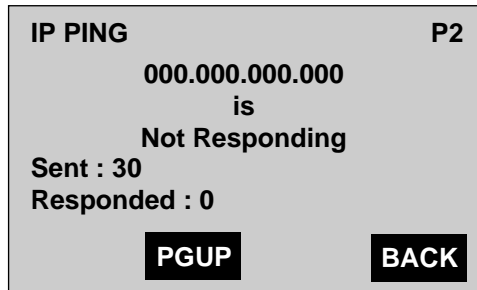 IP PING P2
000.000.000.000
is
Not Responding
Sent : 30
Responded : 0
PGUP BACK